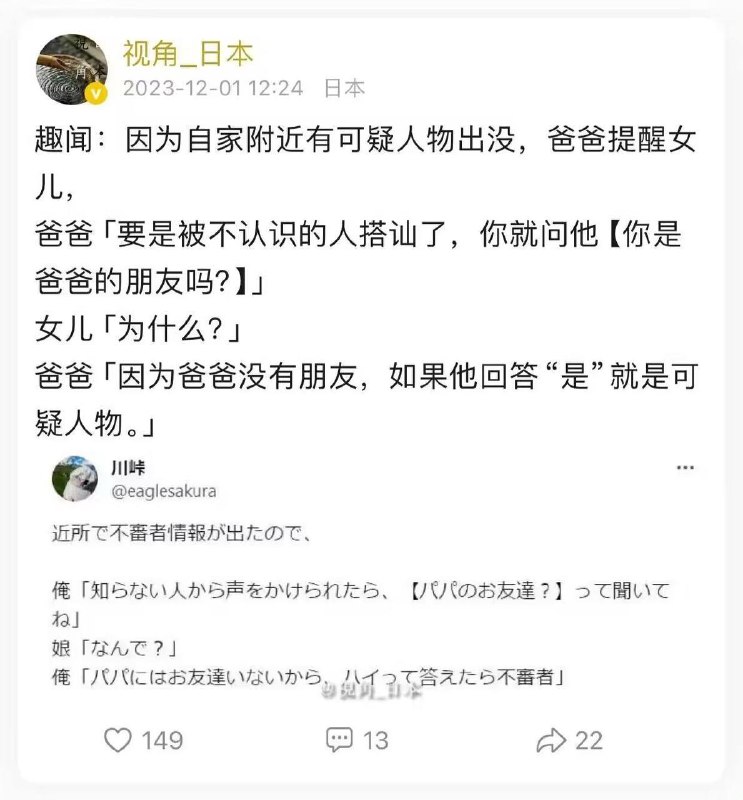 视角_日本
2023-12-01 12:24 日本
趣闻：因为自家附近有可疑人物出没，爸爸提醒女
儿，
爸爸「要是被不认识的人搭讪了，你就问他【你是
爸爸的朋友吗?】」
女儿「为什么?」
爸爸「因为爸爸没有朋友，如果他回答“是”就是可
疑人物。」
川峠
@eaglesakura
近所で不審者情報が出たので、
俺「知らない人から声をかけられたら、【パパのお友達？】って聞いて
ね」
娘「なんで？」
俺「パパにはお友達いないから、ハイって答えたら不審者」
@视角_日本
149
13
22